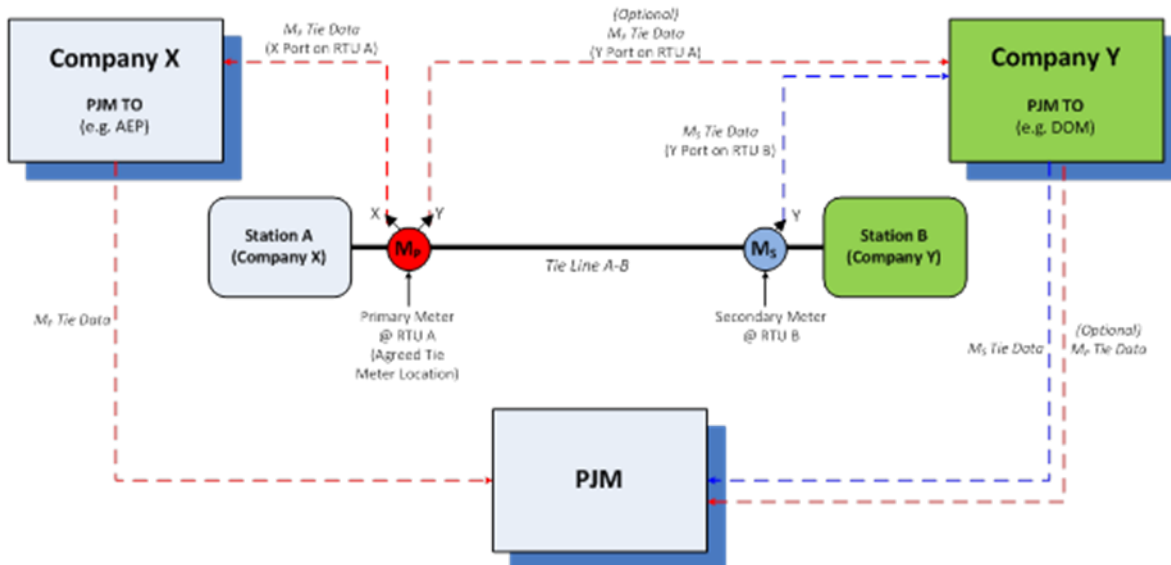 Company X
PJM TO
(e.g. AEP)
Mₚ Tie Data
(X Port on RTU A)
(Optional)
Mₚ Tie Data
(Y Port on RTU A)
Company Y
PJM TO
(e.g. DOM)
Mₛ Tie Data
(Y Port on RTU B)
X
Y
Y
Station A
(Company X)
Mₚ
Tie Line A-B
Mₛ
Station B
(Company Y)
Primary Meter
@ RTU A
(Agreed Tie
Meter Location)
Secondary Meter
@ RTU B
Mₚ Tie Data
Mₛ Tie Data
(Optional)
Mₚ Tie Data
PJM